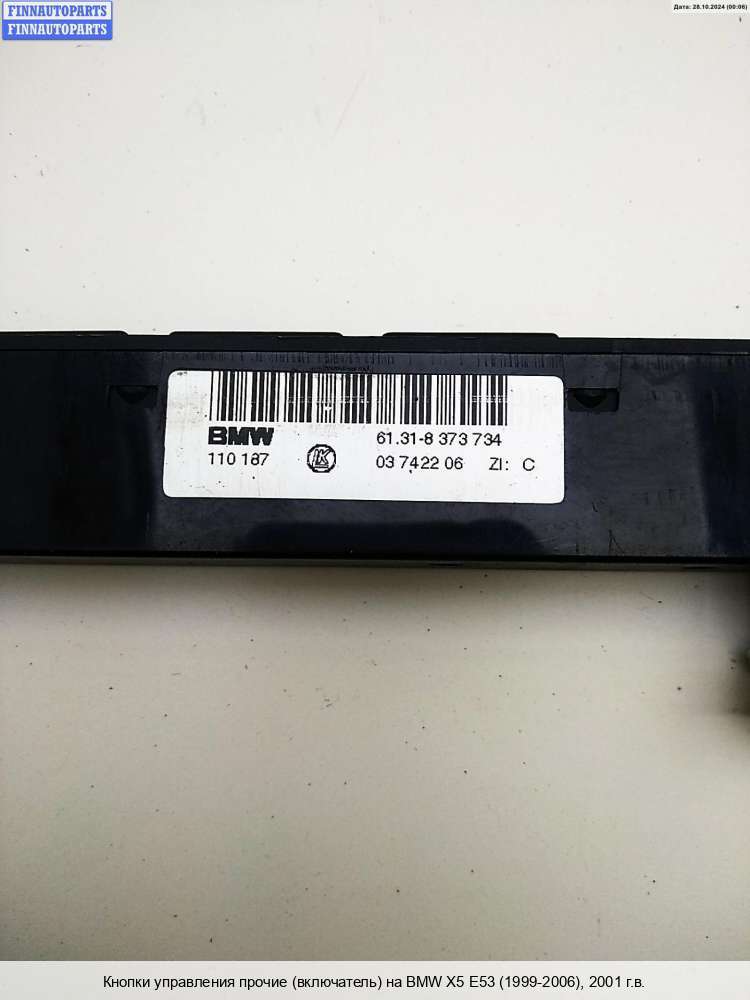 FINNAUTOPARTS
FINNAUTOPARTS
Дата: 28.10.2024 (00:06)
BMW 61.31-8 373 734
110 187 K 03 7422 06 ZI: C
Кнопки управления прочие (включатель) на BMW X5 E53 (1999-2006), 2001 г.в.